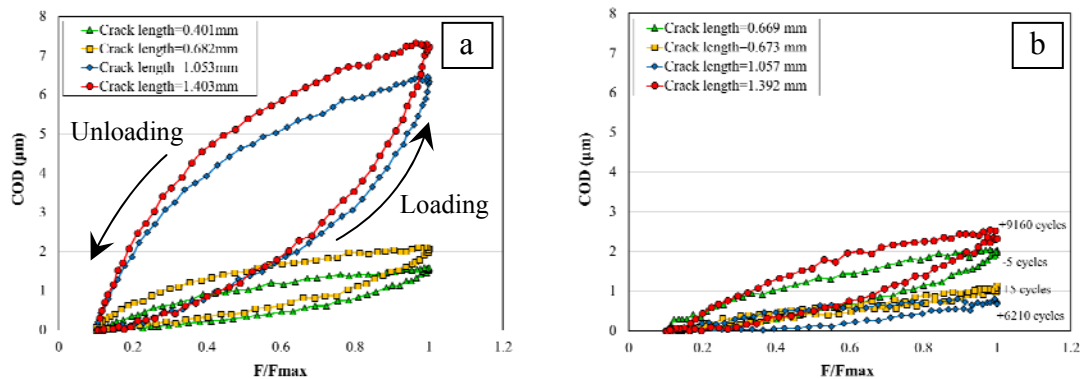 8
7
6
5
4
3
2
1
0
COD (µm)
Crack length=0.401mm
Crack length=0.682mm
Crack length=1.053mm
Crack length=1.403mm
a
Unloading
Loading
0 0.2 0.4 0.6 0.8 1 1.2
F/Fmax
8
7
6
5
4
3
2
1
0
COD (µm)
Crack length=0.669 mm
Crack length=0.673 mm
Crack length=1.057 mm
Crack length=1.392 mm
b
+9160 cycles
-5 cycles
+5 cycles
+6210 cycles
0 0.2 0.4 0.6 0.8 1 1.2
F/Fmax